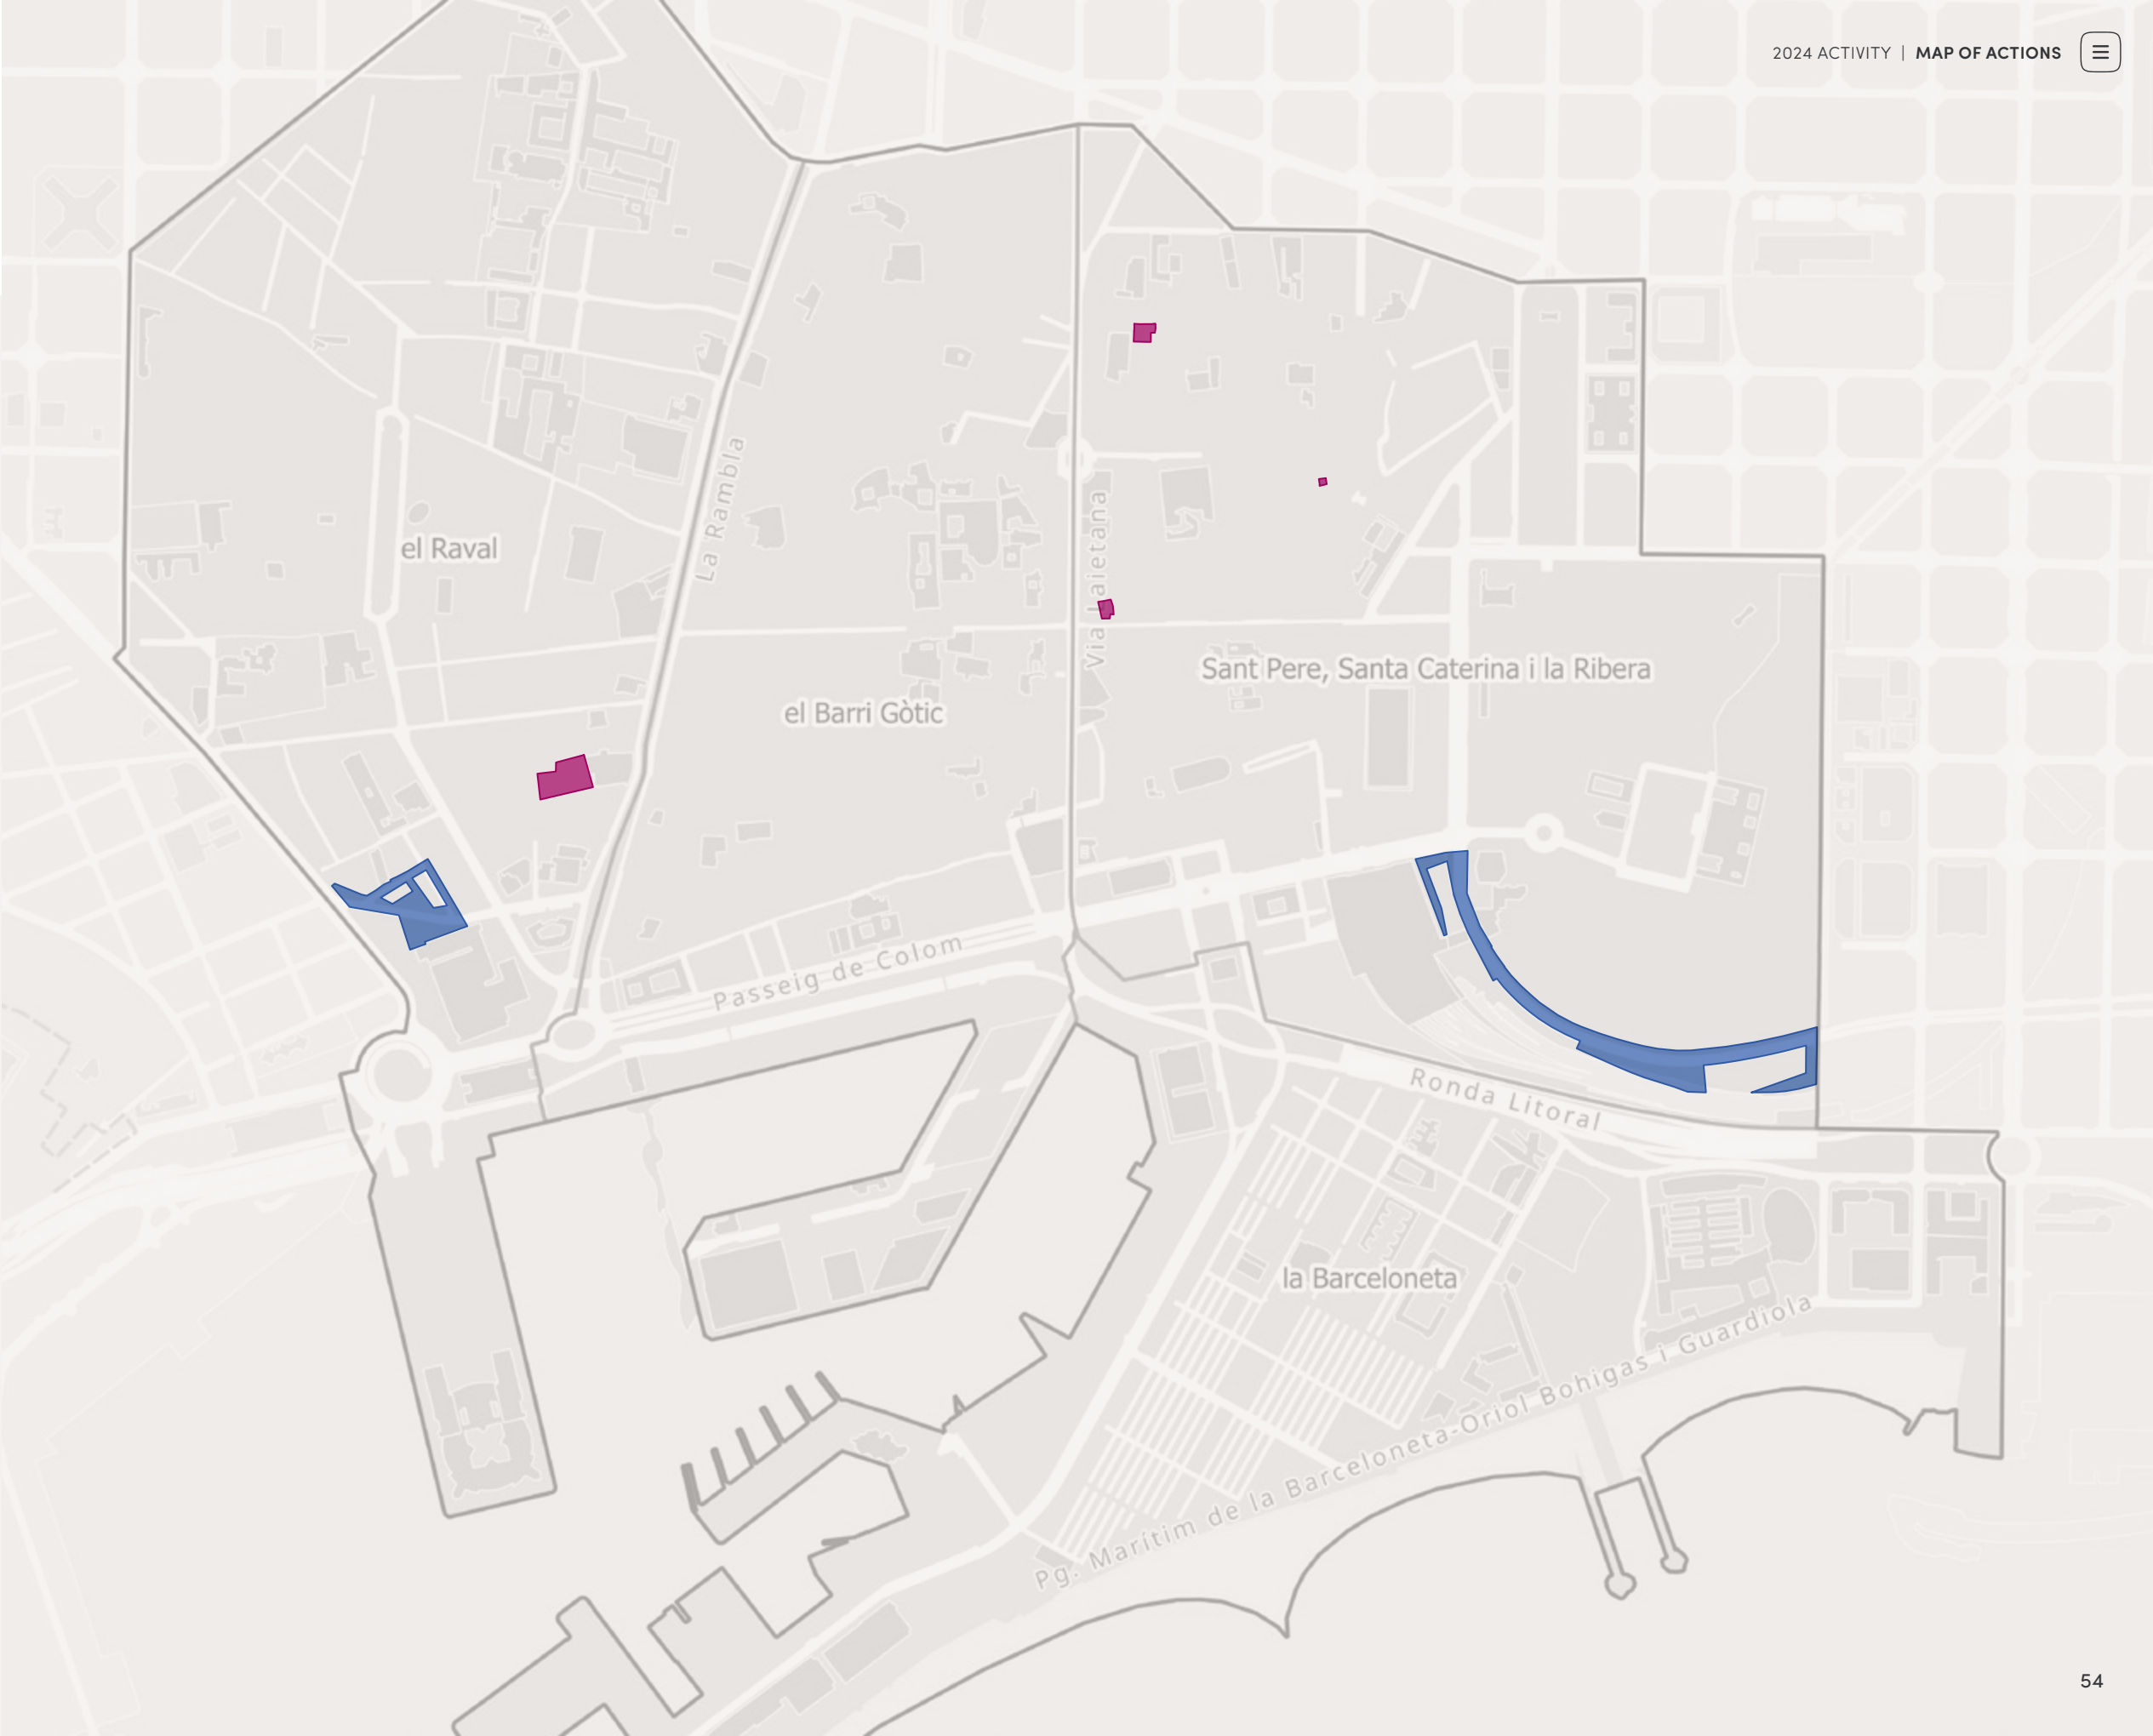 2024 ACTIVITY | MAP OF ACTIONS
La Rambla
Via Laietana
el Raval
Sant Pere, Santa Caterina i la Ribera
el Barri Gòtic
Passeig de Colom
Ronda Litoral
la Barceloneta
Pg. Marítim de la Barceloneta-Oriol Bohigas i Guardiola
54